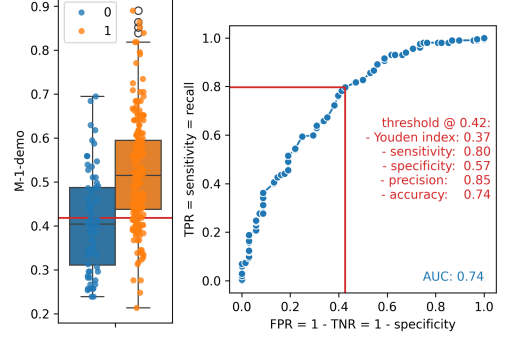 0.9
0.8
0.7
0.6
0.5
0.4
0.3
0.2
M-1-demo
0
1
1.0
0.8
0.6
0.4
0.2
0.0
TPR = sensitivity = recall
threshold @ 0.42:
- Youden index: 0.37
- sensitivity: 0.80
- specificity: 0.57
- precision: 0.85
- accuracy: 0.74
AUC: 0.74
0.0 0.2 0.4 0.6 0.8 1.0
FPR = 1 - TNR = 1 - specificity